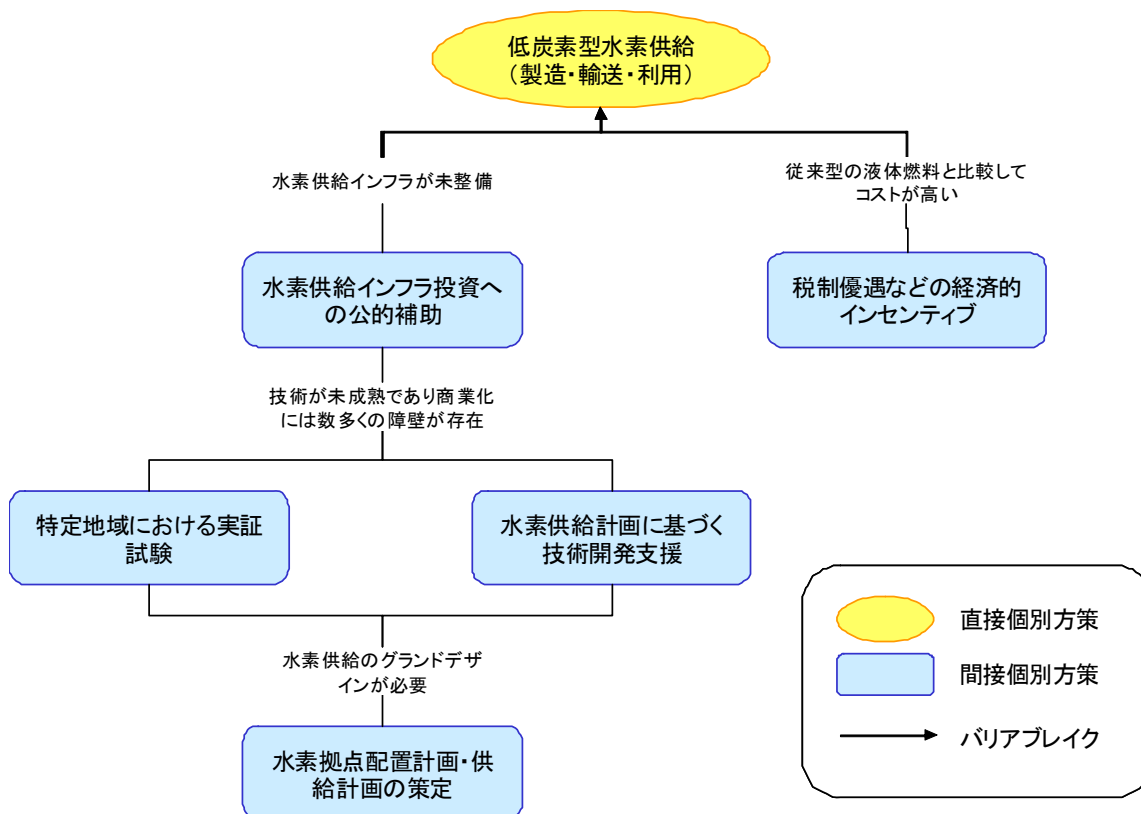 低炭素型水素供給
（製造・輸送・利用）
水素供給インフラが未整備
従来型の液体燃料と比較して
コストが高い
水素供給インフラ投資へ
の公的補助
税制優遇などの経済的
インセンティブ
技術が未成熟であり商業化
には数多くの障壁が存在
特定地域における実証
試験
水素供給計画に基づく
技術開発支援
水素供給のグランドデザ
インが必要
水素拠点配置計画・供
給計画の策定
直接個別方策
間接個別方策
バリアブレイク